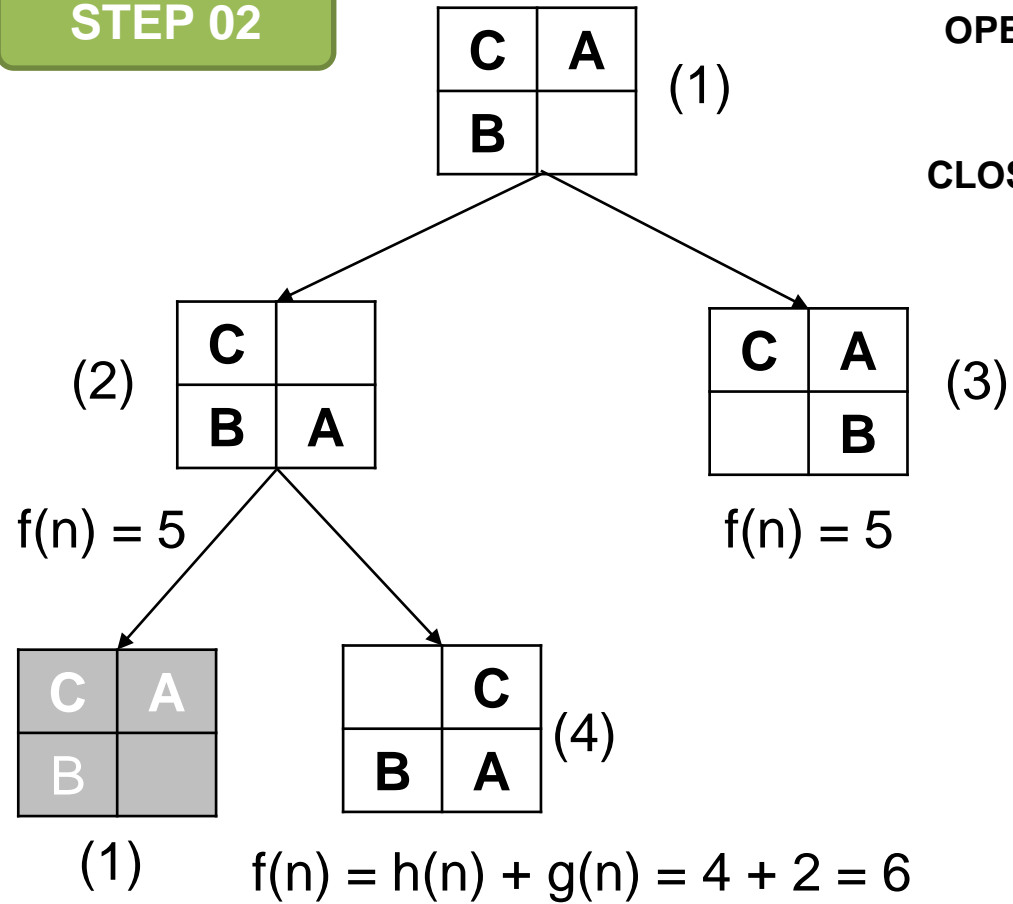 STEP 02
OPE
C A
(1)
B
CLOS
C
C A
(2)
(3)
B A
B
f(n) = 5
f(n) = 5
C A
C
(4)
B
B A
(1)
f(n) = h(n) + g(n) = 4 + 2 = 6